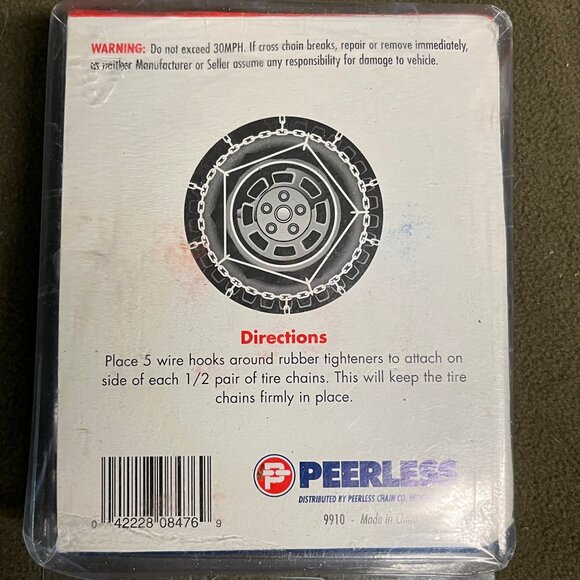 WARNING: Do not exceed 30MPH. If cross chain breaks, repair or remove immediately,
as neither Manufacturer or Seller assume any responsibility for damage to vehicle.
Directions
Place 5 wire hooks around rubber tighteners to attach on
side of each 1/2 pair of tire chains. This will keep the tire
chains firmly in place.
PEERLESS
DISTRIBUTED BY PEERLESS CHAIN CO.
9910 - Made in
0 42228 08476 9